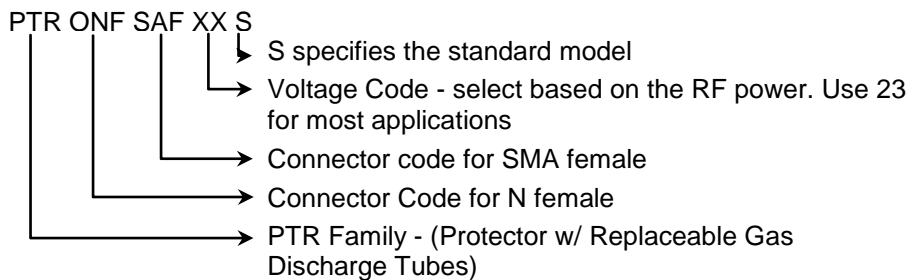 PTR ONF SAF XX S
S specifies the standard model
Voltage Code - select based on the RF power. Use 23
for most applications
Connector code for SMA female
Connector Code for N female
PTR Family - (Protector w/ Replaceable Gas
Discharge Tubes)